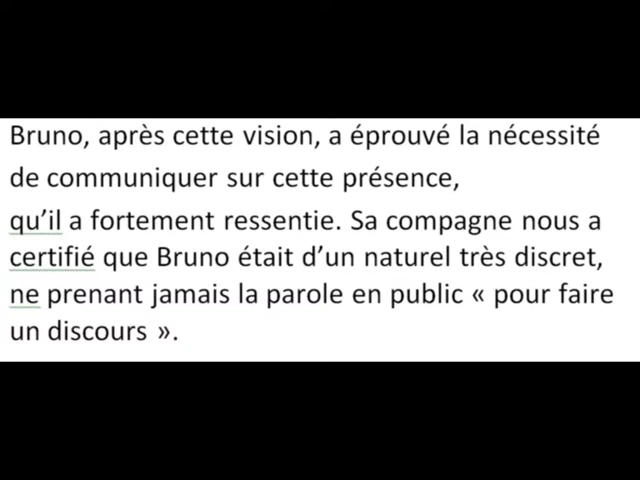 Bruno, après cette vision, a éprouvé la nécessité
de communiquer sur cette présence,
qu’il a fortement ressentie. Sa compagne nous a
certifié que Bruno était d’un naturel très discret,
ne prenant jamais la parole en public « pour faire
un discours ».